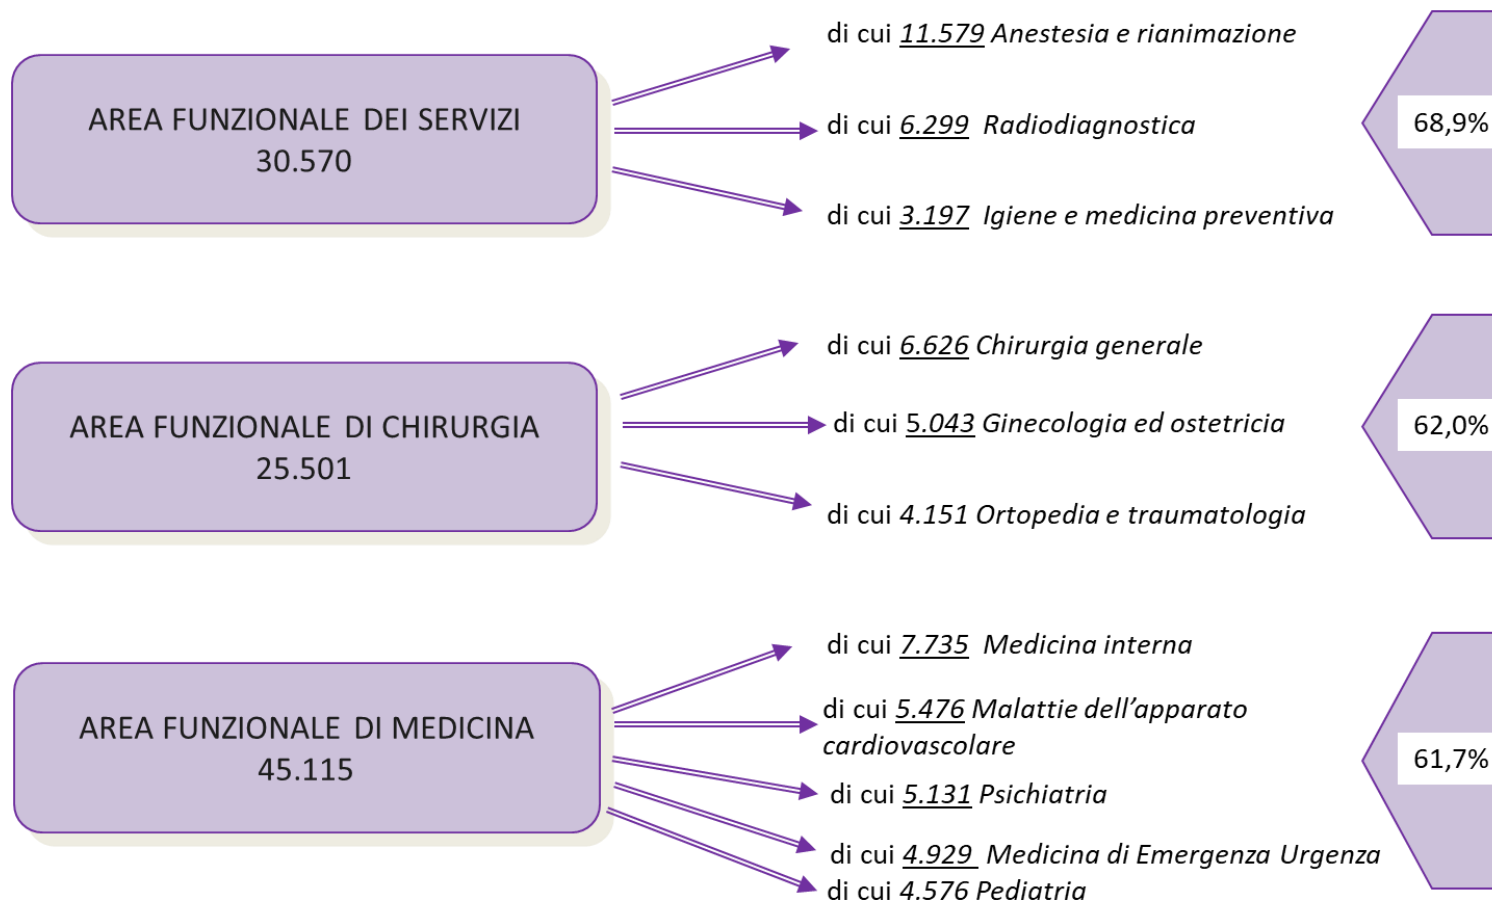 AREA FUNZIONALE DEI SERVIZI
30.570
di cui 11.579 Anestesia e rianimazione
di cui 6.299 Radiodiagnostica
di cui 3.197 Igiene e medicina preventiva
68,9%
AREA FUNZIONALE DI CHIRURGIA
25.501
di cui 6.626 Chirurgia generale
di cui 5.043 Ginecologia ed ostetricia
di cui 4.151 Ortopedia e traumatologia
62,0%
AREA FUNZIONALE DI MEDICINA
45.115
di cui 7.735 Medicina interna
di cui 5.476 Malattie dell'apparato
cardiovascolare
di cui 5.131 Psichiatria
di cui 4.929 Medicina di Emergenza Urgenza
di cui 4.576 Pediatria
61,7%